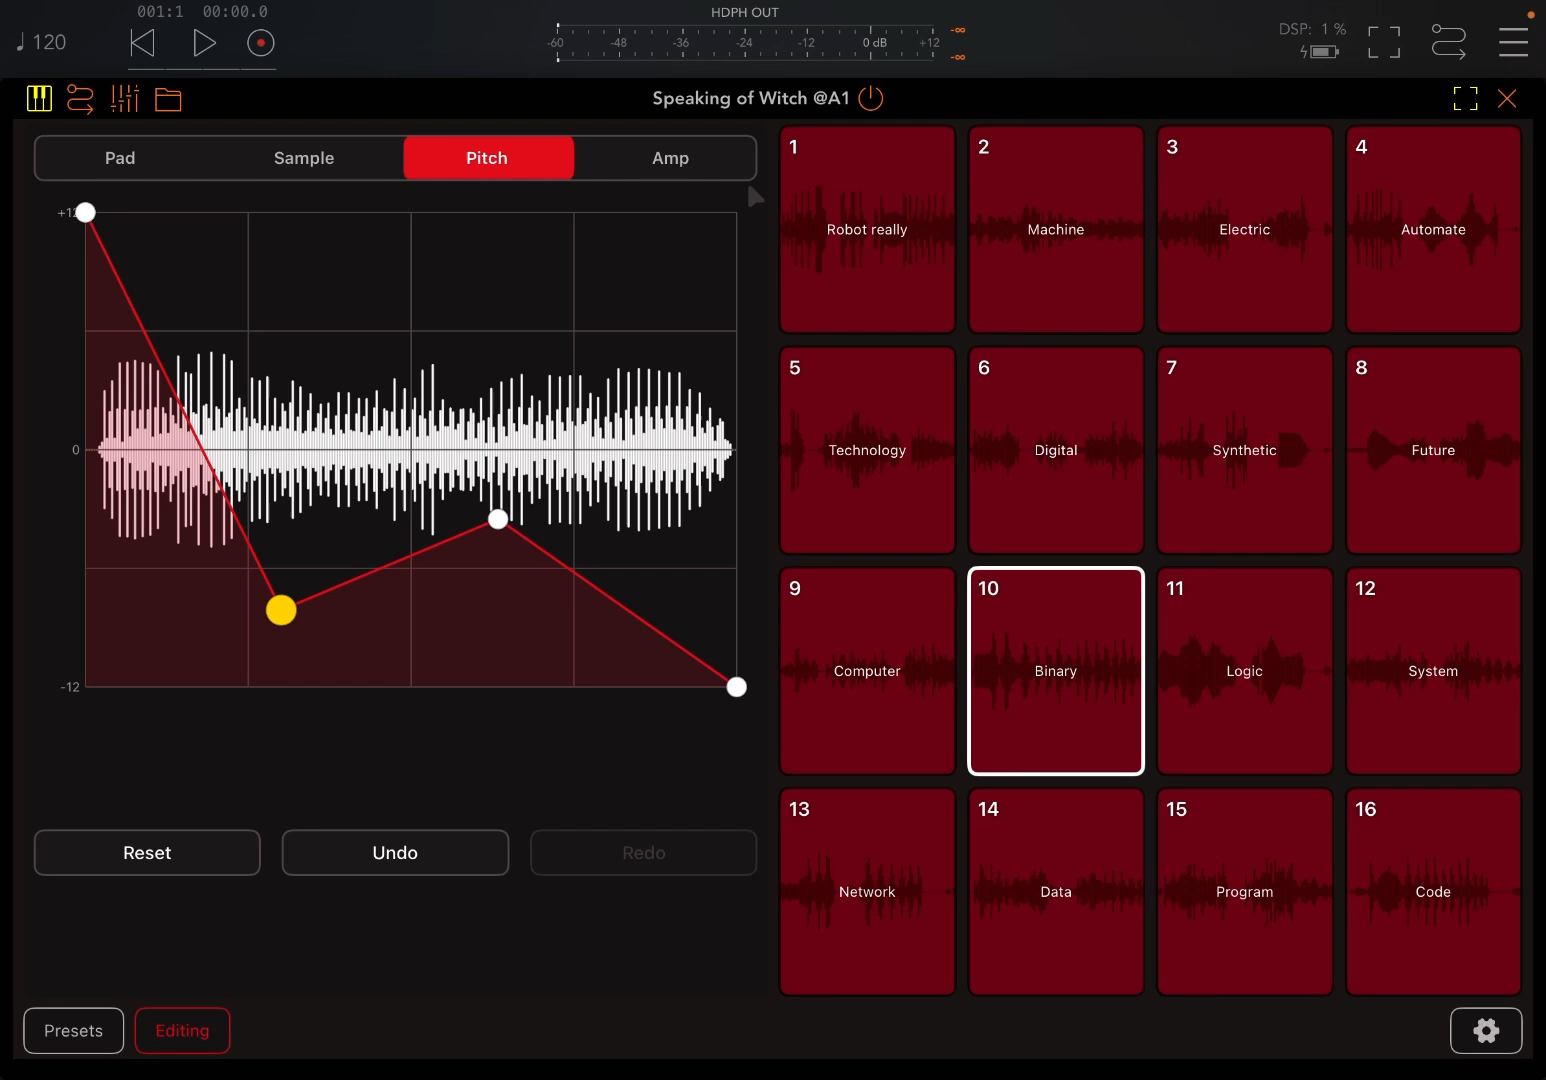 001:1 00:00.0
120
HDPH OUT
-60 -48 -36 -24 -12 0 dB +12
-∞
-∞
DSP: 1 %
Speaking of Witch @A1
Pad Sample Pitch Amp
+12
0
-12
Reset Undo Redo
1 2 3 4
Robot really Machine Electric Automate
5 6 7 8
Technology Digital Synthetic Future
9 10 11 12
Computer Binary Logic System
13 14 15 16
Network Data Program Code
Presets Editing